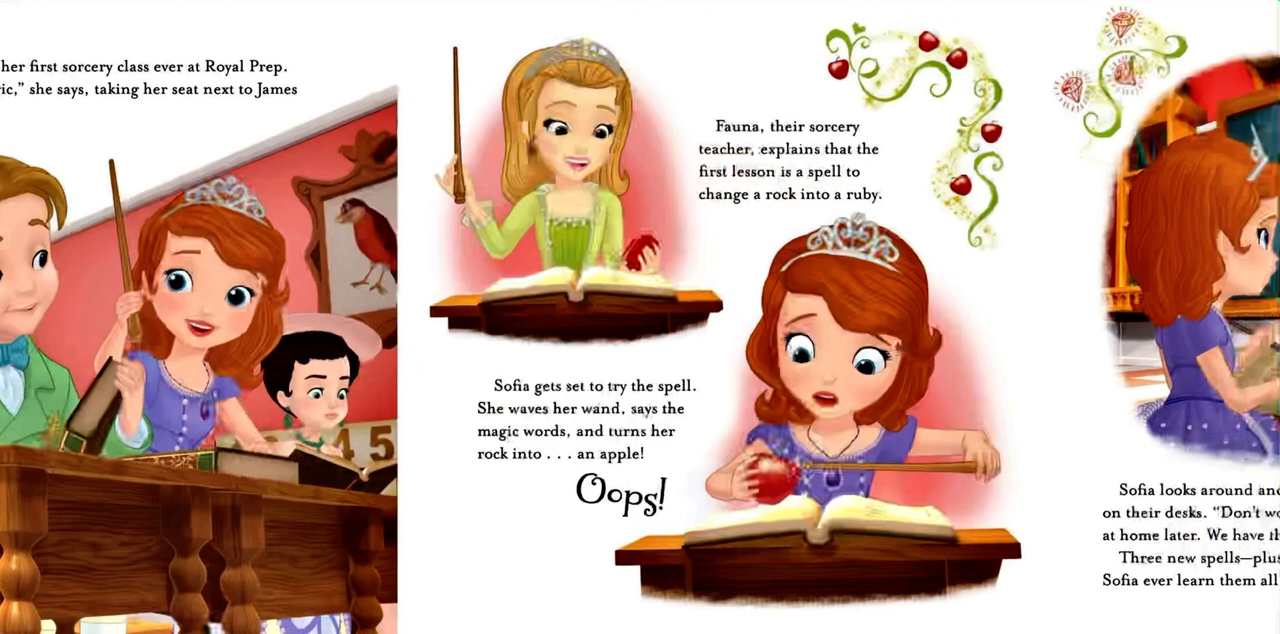 her first sorcery class ever at Royal Prep.
ic,” she says, taking her seat next to James
4 5
Fauna, their sorcery
teacher, explains that the
first lesson is a spell to
change a rock into a ruby.
Sofia gets set to try the spell.
She waves her wand, says the
magic words, and turns her
rock into . . . an apple!
Oops!
Sofia looks around and
on their desks. “Don’t wo
at home later. We have th
Three new spells—plus
Sofia ever learn them all